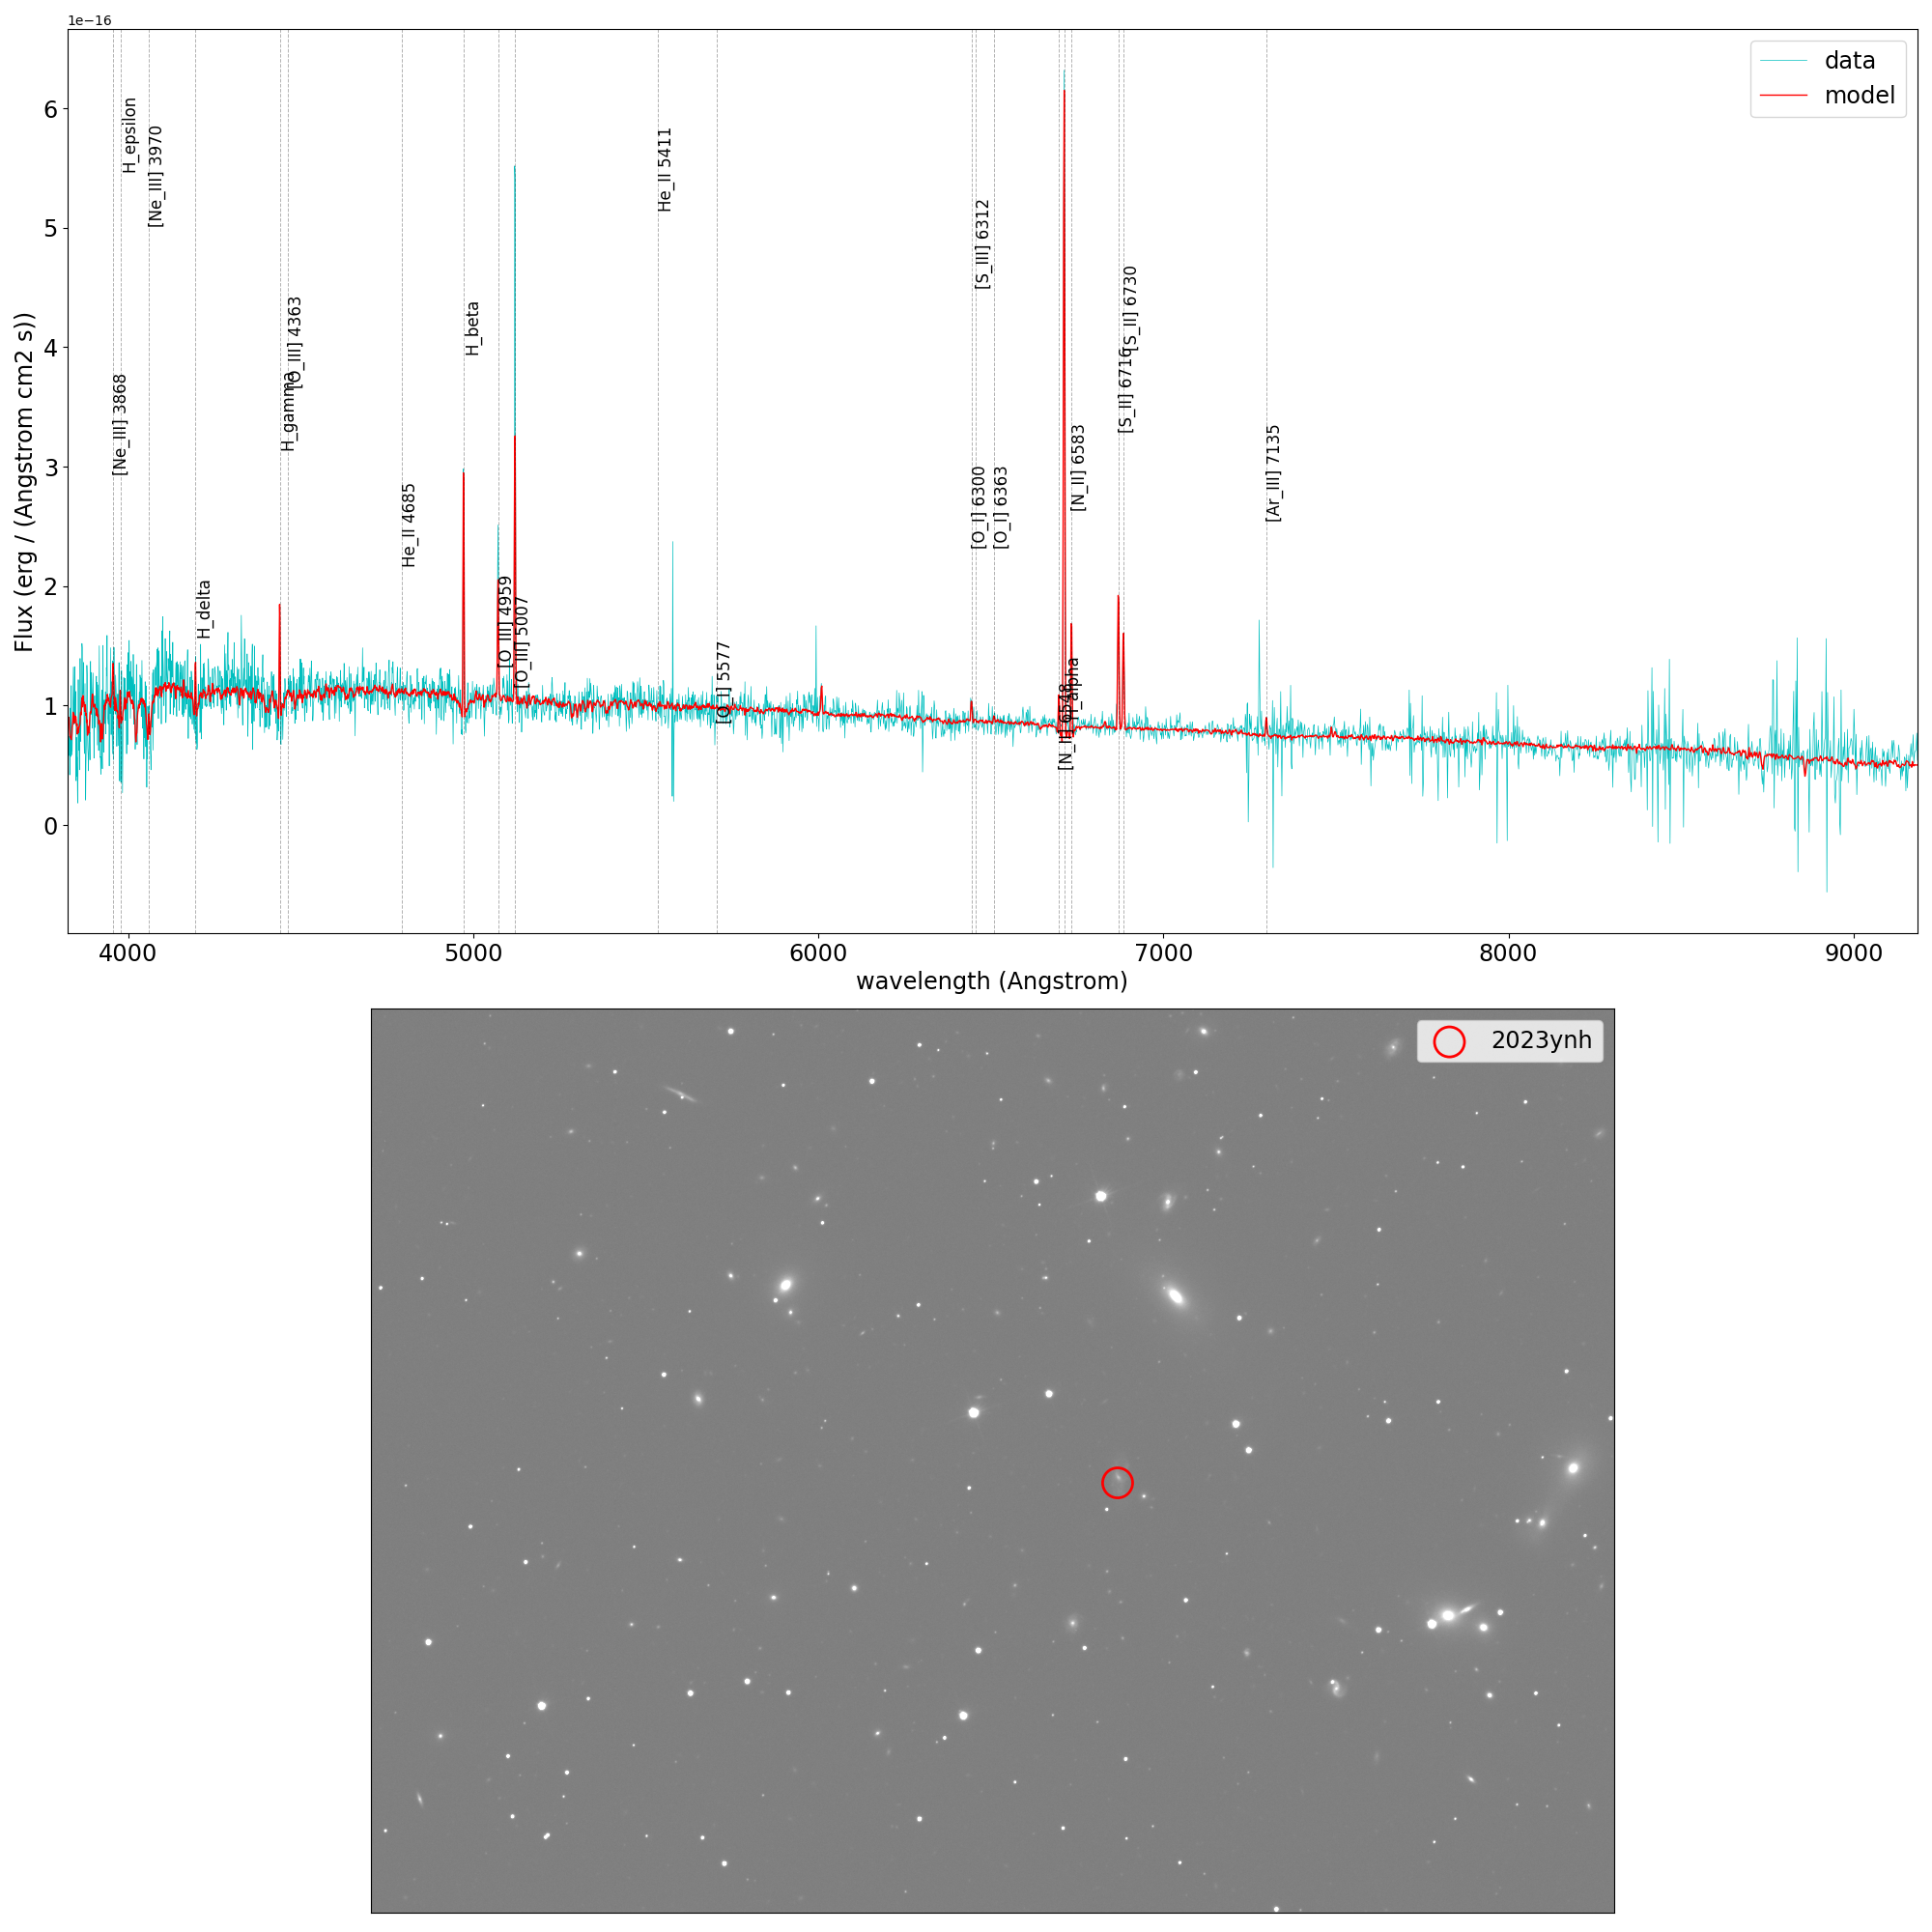 1e−16
data
model
6
5
4
3
2
1
0
Flux (erg / (Angstrom cm2 s))
[Ne_III] 3868
H_epsilon
[Ne_III] 3970
H_delta
H_gamma
[O_III] 4363
He_II 4685
H_beta
[O_III] 4959
[O_III] 5007
He_II 5411
[O_I] 5577
[O_I] 6300
[S_III] 6312
[O_I] 6363
[N_II] 6548
H_alpha
[N_II] 6583
[S_II] 6716
[S_II] 6730
[Ar_III] 7135
4000 5000 6000 7000 8000 9000
wavelength (Angstrom)
2023ynh